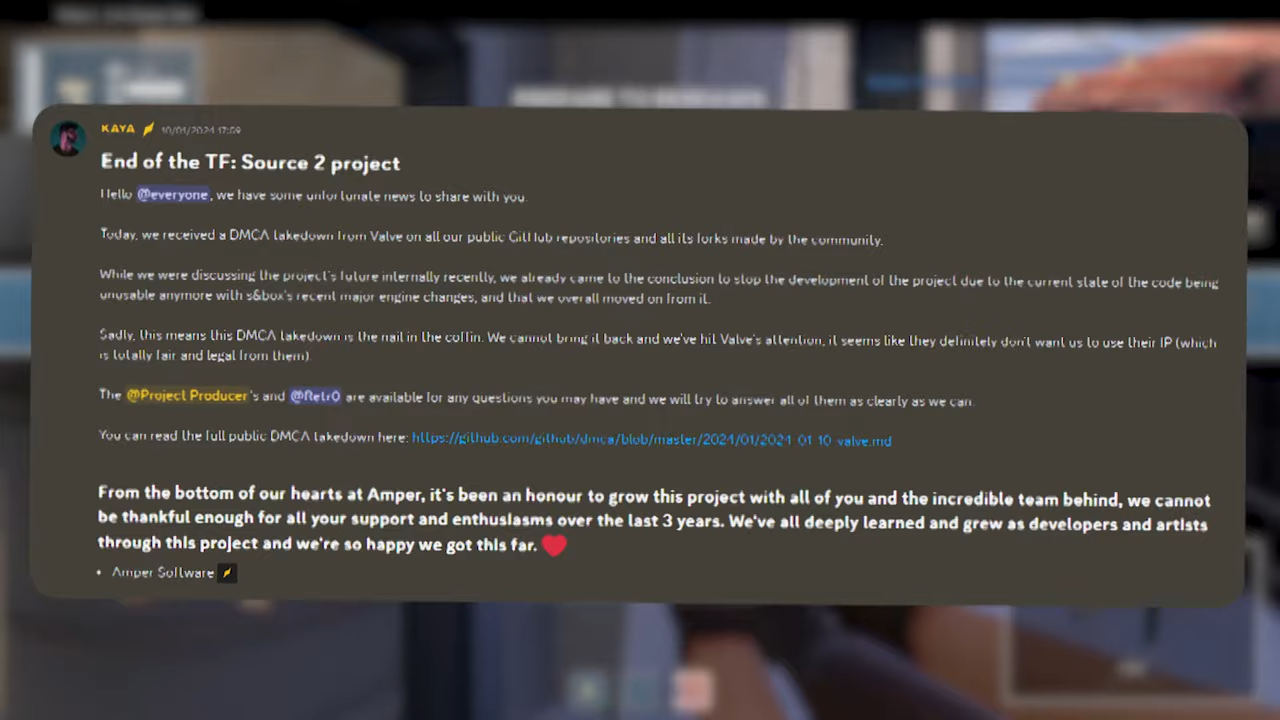 KAYA 10/01/2024 17:59
End of the TF: Source 2 project
Hello @everyone, we have some unfortunate news to share with you.
Today, we received a DMCA takedown from Valve on all our public GitHub repositories and all its forks made by the community.
While we were discussing the project's future internally recently, we already came to the conclusion to stop the development of the project due to the current state of the code being
unusable anymore with s&box's recent major engine changes, and that we overall moved on from it.
Sadly, this means this DMCA takedown is the nail in the coffin. We cannot bring it back and we've hit Valve's attention, it seems like they definitely don't want us to use their IP (which
is totally fair and legal from them).
The @Project Producer's and @Retr0 are available for any questions you may have and we will try to answer all of them as clearly as we can.
You can read the full public DMCA takedown here: https://github.com/github/dmca/blob/master/2024/01/2024-01-10-valve.md
From the bottom of our hearts at Amper, it's been an honour to grow this project with all of you and the incredible team behind, we cannot
be thankful enough for all your support and enthusiasms over the last 3 years. We've all deeply learned and grew as developers and artists
through this project and we're so happy we got this far. ❤️
• Amper Software